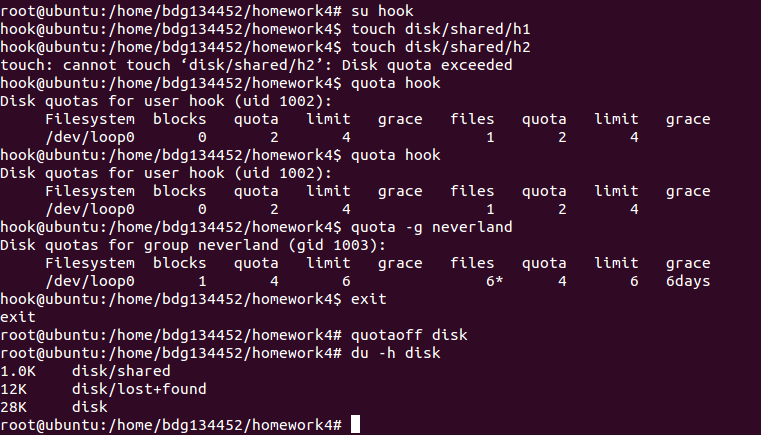 root@ubuntu:/home/bdg134452/homework4# su hook
hook@ubuntu:/home/bdg134452/homework4$ touch disk/shared/h1
hook@ubuntu:/home/bdg134452/homework4$ touch disk/shared/h2
touch: cannot touch ‘disk/shared/h2’: Disk quota exceeded
hook@ubuntu:/home/bdg134452/homework4$ quota hook
Disk quotas for user hook (uid 1002):
     Filesystem  blocks   quota   limit   grace   files   quota   limit   grace
     /dev/loop0       0       2       4               1       2       4
hook@ubuntu:/home/bdg134452/homework4$ quota hook
Disk quotas for user hook (uid 1002):
     Filesystem  blocks   quota   limit   grace   files   quota   limit   grace
     /dev/loop0       0       2       4               1       2       4
hook@ubuntu:/home/bdg134452/homework4$ quota -g neverland
Disk quotas for group neverland (gid 1003):
     Filesystem  blocks   quota   limit   grace   files   quota   limit   grace
     /dev/loop0       1       4       6               6*      4       6   6days
hook@ubuntu:/home/bdg134452/homework4$ exit
exit
root@ubuntu:/home/bdg134452/homework4# quotaoff disk
root@ubuntu:/home/bdg134452/homework4# du -h disk
1.0K    disk/shared
12K     disk/lost+found
28K     disk
root@ubuntu:/home/bdg134452/homework4#